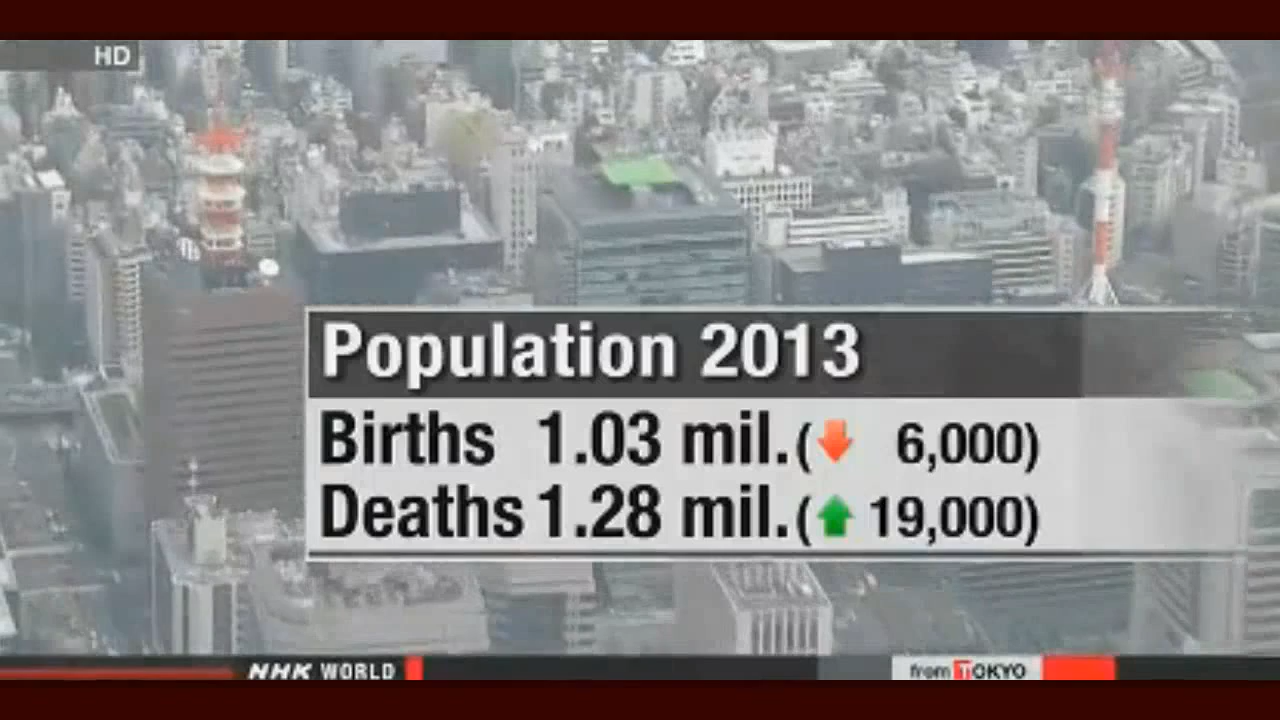 HD
Population 2013
Births 1.03 mil. (⬇ 6,000)
Deaths 1.28 mil. (⬆ 19,000)
NHK WORLD
from TOKYO